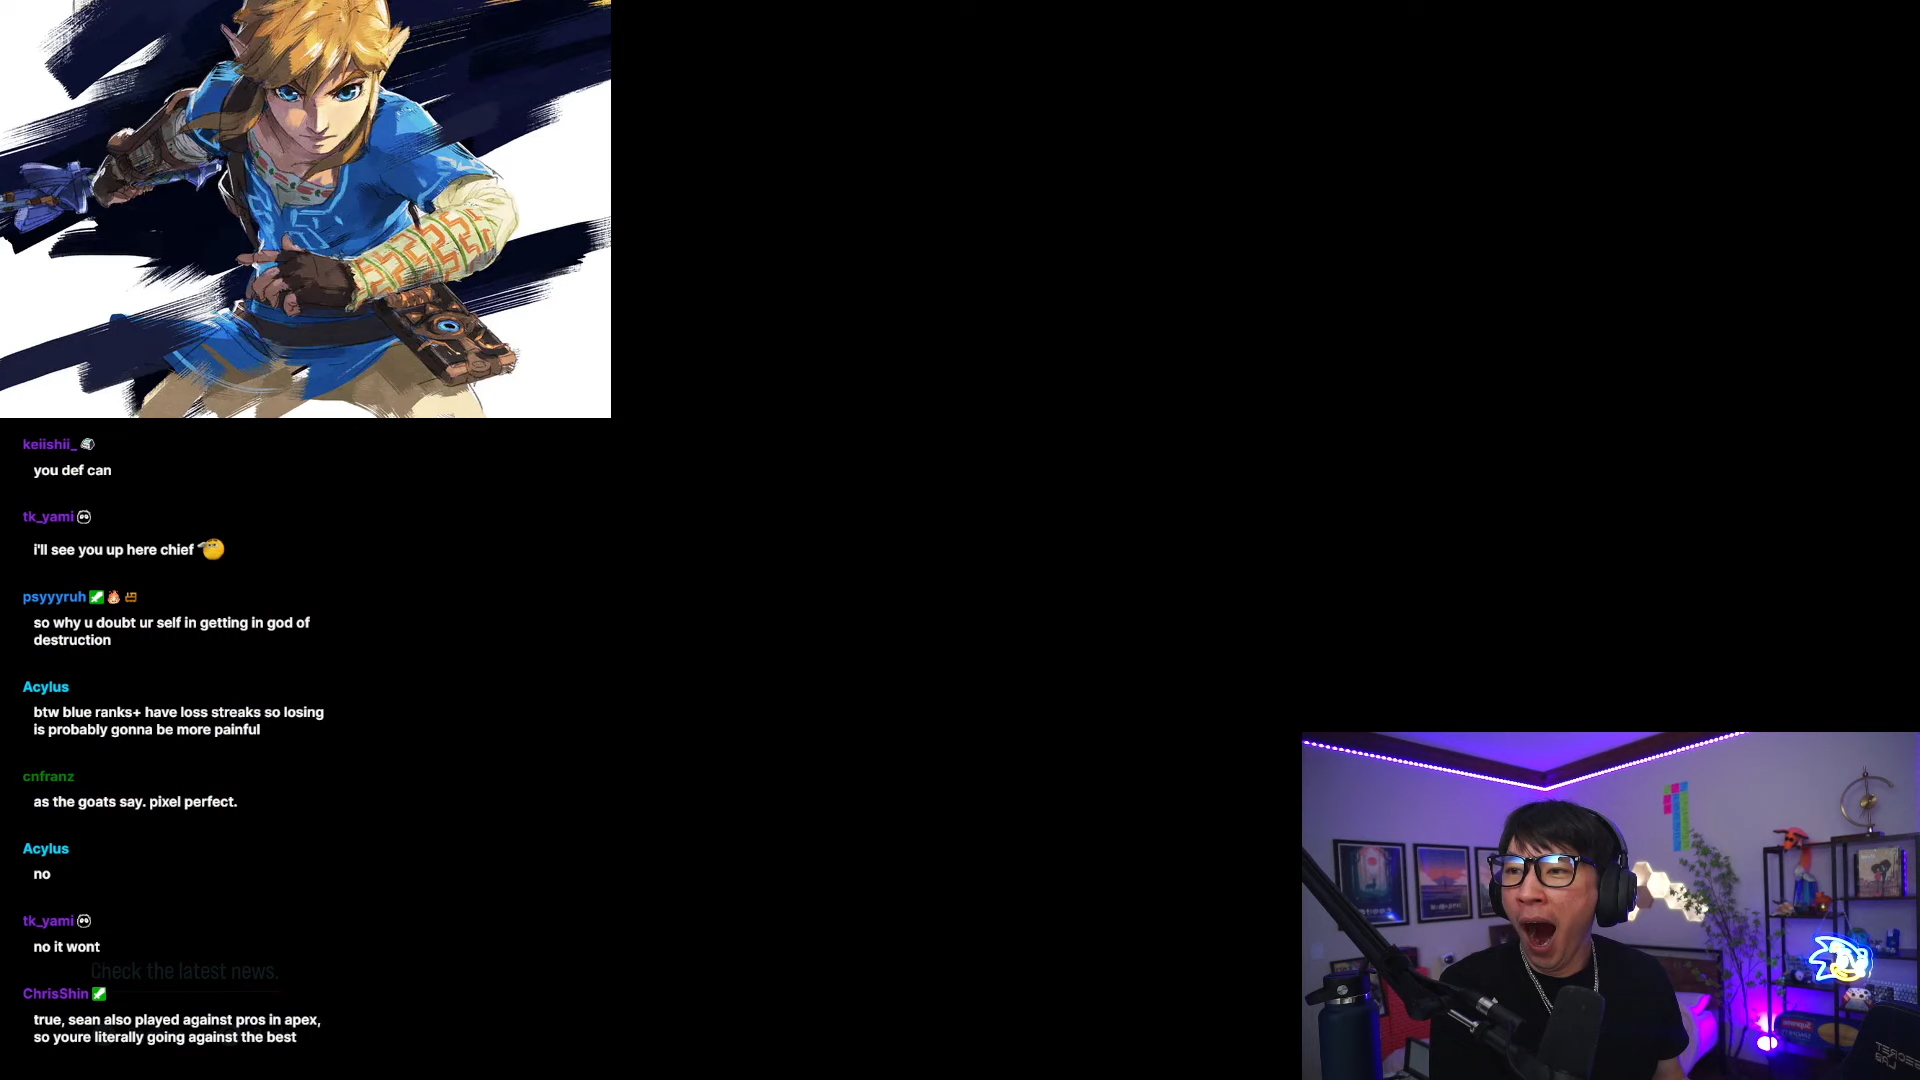 keiishii_
you def can
tk_yami
i'll see you up here chief
psyyyruh
so why u doubt ur self in getting in god of
destruction
Acylus
btw blue ranks+ have loss streaks so losing
is probably gonna be more painful
cnfranz
as the goats say. pixel perfect.
Acylus
no
tk_yami
no it wont
Check the latest news.
ChrisShin
true, sean also played against pros in apex,
so youre literally going against the best